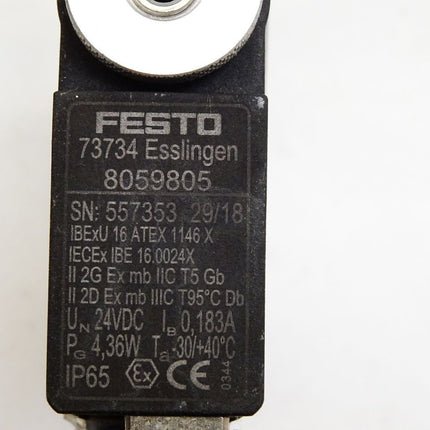 FESTO
73734 Esslingen
8059805
SN: 557353 29/18
IBExU 16 ATEX 1146 X
IECEx IBE 16.0024X
II 2G Ex mb IIC T5 Gb
II 2D Ex mb IIIC T95°C Db
UN 24VDC IB 0,183A
PG 4,36W Ta -30/+40°C
IP65 Ex CE 0344